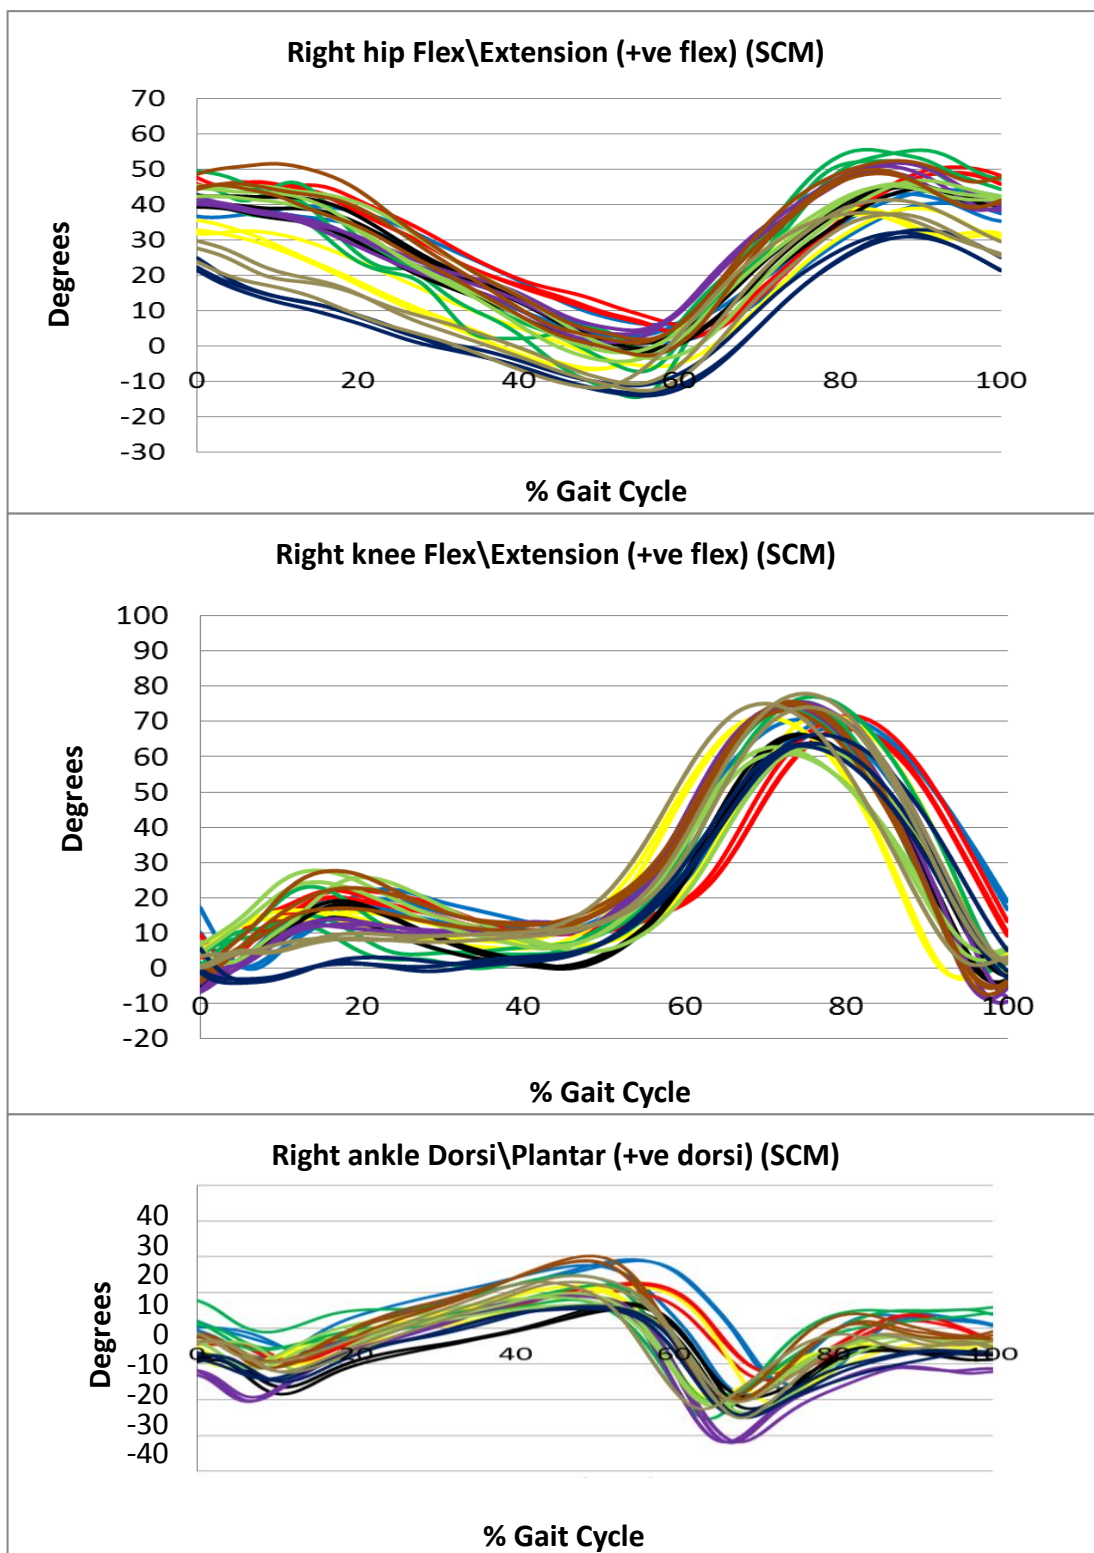 Right hip Flex\Extension (+ve flex) (SCM)
70
60
50
40
30
20
10
0
-10
-20
-30
0 20 40 60 80 100
Degrees
% Gait Cycle
Right knee Flex\Extension (+ve flex) (SCM)
100
90
80
70
60
50
40
30
20
10
0
-10
-20
0 20 40 60 80 100
Degrees
% Gait Cycle
Right ankle Dorsi\Plantar (+ve dorsi) (SCM)
40
30
20
10
0
-10
-20
-30
-40
0 20 40 60 80 100
Degrees
% Gait Cycle